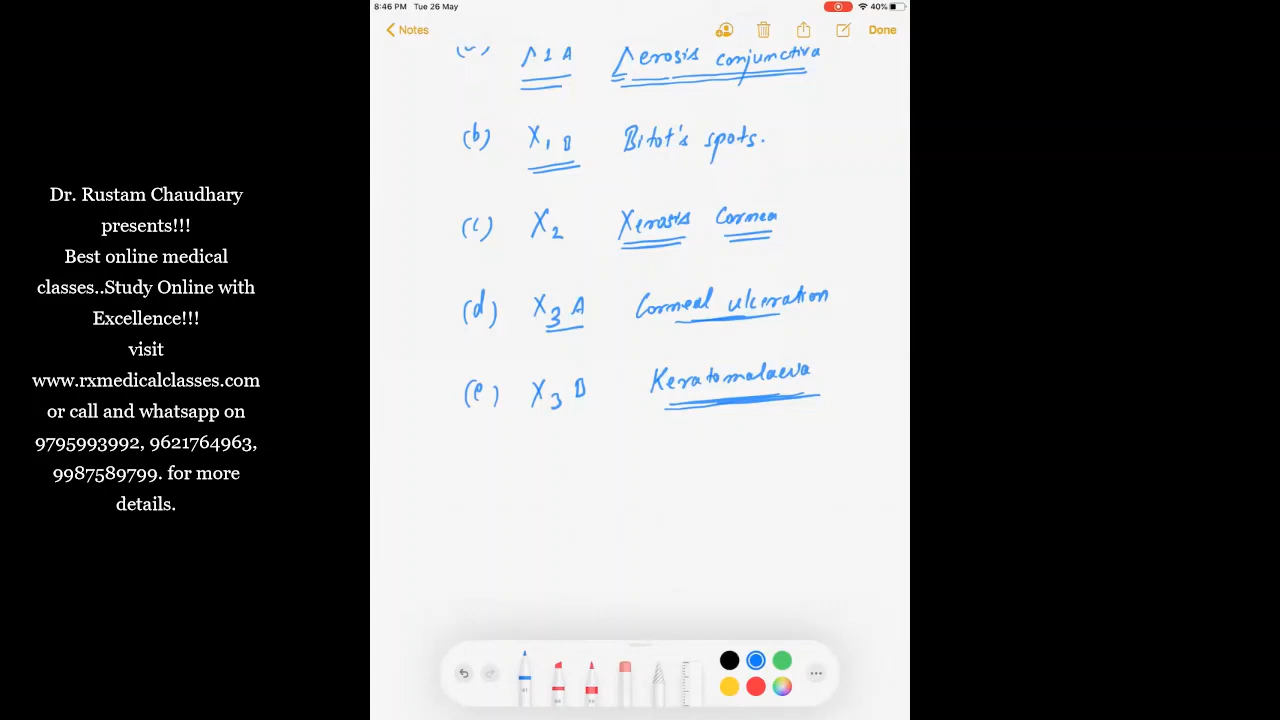 8:46 PM Tue 26 May
40%
Notes
Done
X1A Xerosis conjunctiva
(b) X1B Bitot's spots.
(c) X2 Xerosis Cornea
(d) X3A Corneal ulceration
(e) X3B Keratomalacia
Dr. Rustam Chaudhary
presents!!!
Best online medical
classes..Study Online with
Excellence!!!
visit
www.rxmedicalclasses.com
or call and whatsapp on
9795993992, 9621764963,
9987589799. for more
details.